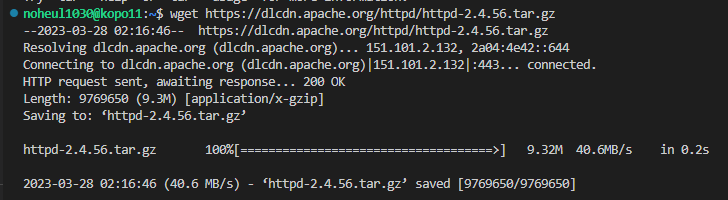 noheul1030@kopo11:~$ wget https://dlcdn.apache.org/httpd/httpd-2.4.56.tar.gz
--2023-03-28 02:16:46--  https://dlcdn.apache.org/httpd/httpd-2.4.56.tar.gz
Resolving dlcdn.apache.org (dlcdn.apache.org)... 151.101.2.132, 2a04:4e42::644
Connecting to dlcdn.apache.org (dlcdn.apache.org)|151.101.2.132|:443... connected.
HTTP request sent, awaiting response... 200 OK
Length: 9769650 (9.3M) [application/x-gzip]
Saving to: ‘httpd-2.4.56.tar.gz’
httpd-2.4.56.tar.gz       100%[====================================>]   9.32M  40.6MB/s    in 0.2s
2023-03-28 02:16:46 (40.6 MB/s) - ‘httpd-2.4.56.tar.gz’ saved [9769650/9769650]